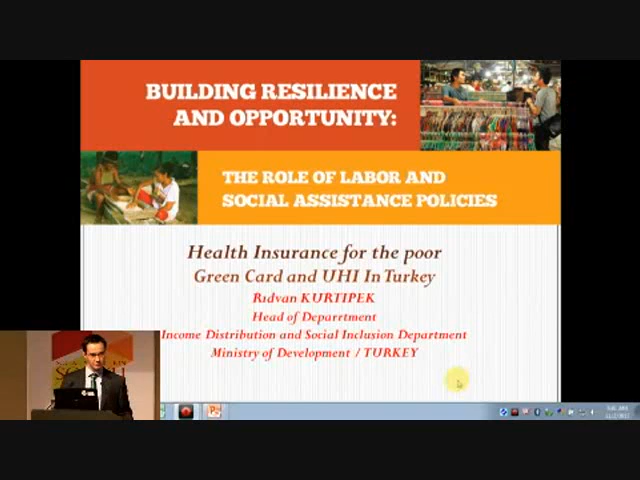 BUILDING RESILIENCE
AND OPPORTUNITY:
THE ROLE OF LABOR AND
SOCIAL ASSISTANCE POLICIES
Health Insurance for the poor
Green Card and UHI In Turkey
Rıdvan KURTIPEK
Head of Deparrtment
Income Distribution and Social Inclusion Department
Ministry of Development / TURKEY